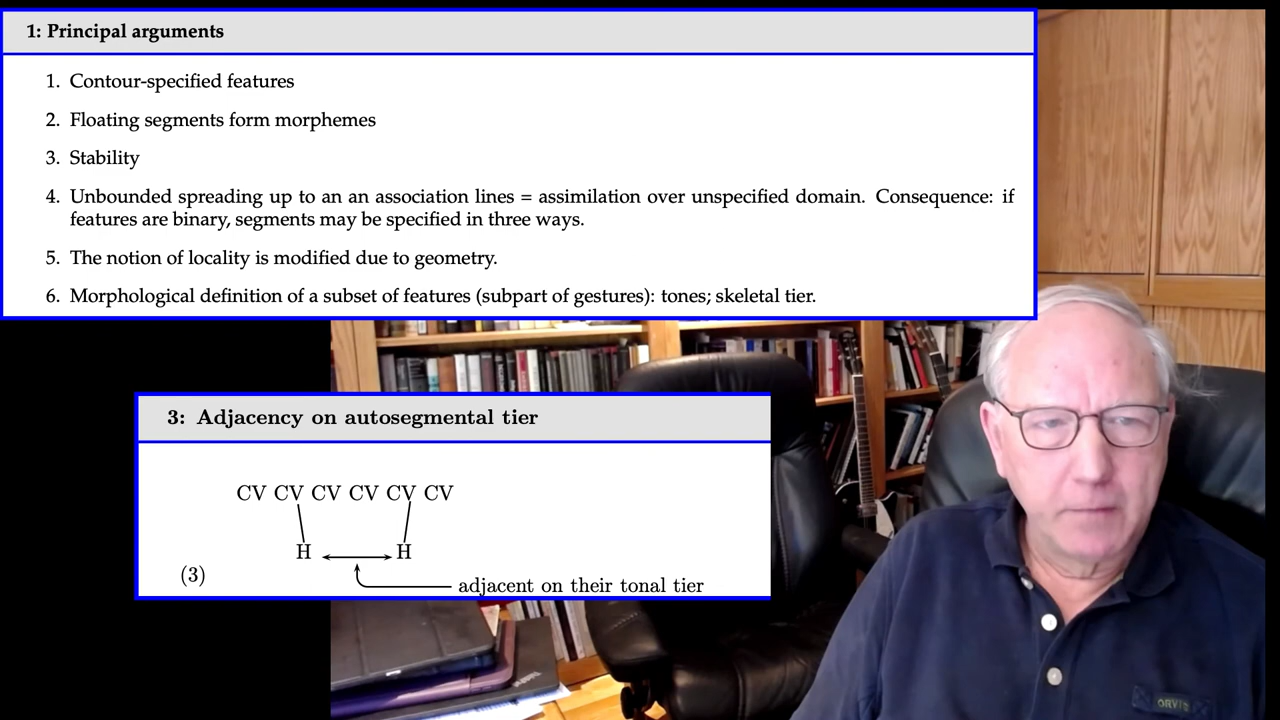 1: Principal arguments
1. Contour-specified features
2. Floating segments form morphemes
3. Stability
4. Unbounded spreading up to an an association lines = assimilation over unspecified domain. Consequence: if
features are binary, segments may be specified in three ways.
5. The notion of locality is modified due to geometry.
6. Morphological definition of a subset of features (subpart of gestures): tones; skeletal tier.
3: Adjacency on autosegmental tier
CV CV CV CV CV CV
H H
(3)
adjacent on their tonal tier
ThinkPad
ORVIS